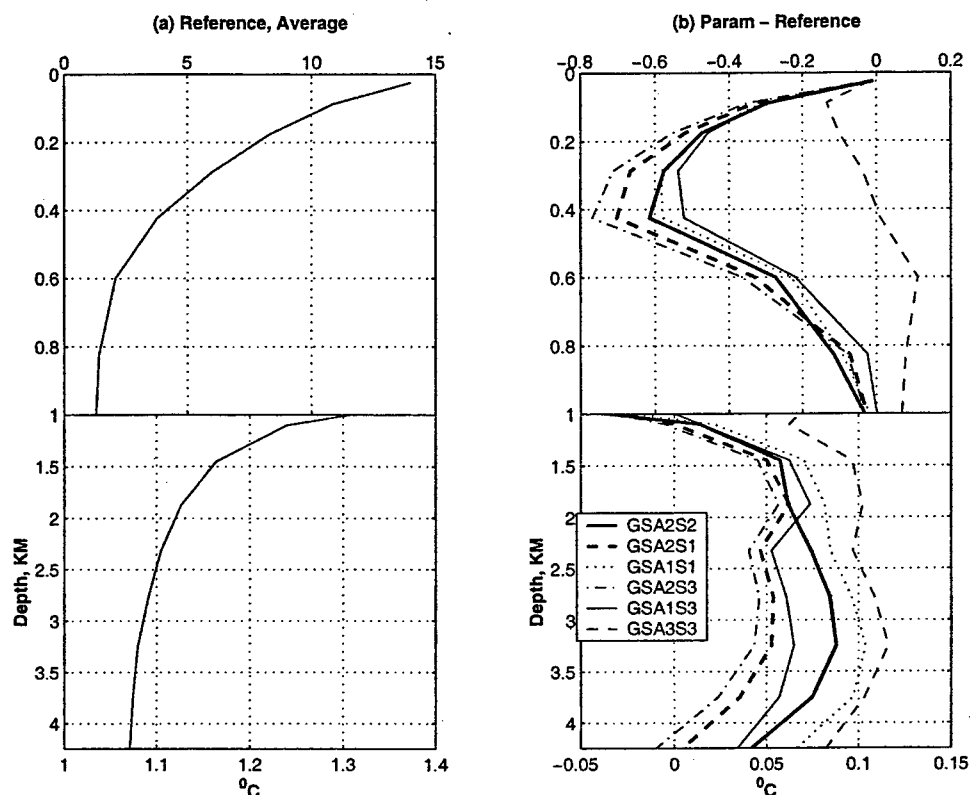 (a) Reference, Average
0 5 10 15
0
0.2
0.4
0.6
0.8
1
1.5
2
2.5
3
3.5
4
Depth, KM
1 1.1 1.2 1.3 1.4
⁰C
(b) Param – Reference
−0.8 −0.6 −0.4 −0.2 0 0.2
0
0.2
0.4
0.6
0.8
1
1.5
2
2.5
3
3.5
4
Depth, KM
GSA2S2
GSA2S1
GSA1S1
GSA2S3
GSA1S3
GSA3S3
−0.05 0 0.05 0.1 0.15
⁰C